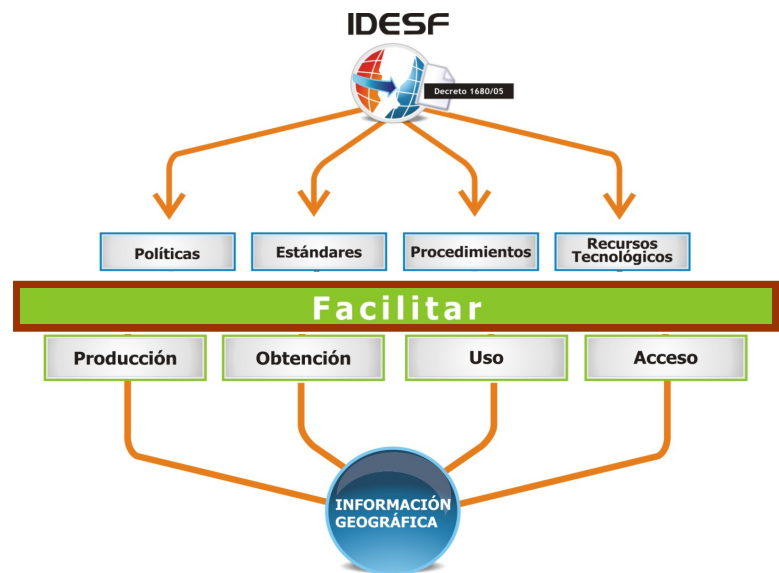 IDESF
Decreto 1680/05
Políticas
Estándares
Procedimientos
Recursos
Tecnológicos
Facilitar
Producción
Obtención
Uso
Acceso
INFORMACIÓN
GEOGRÁFICA